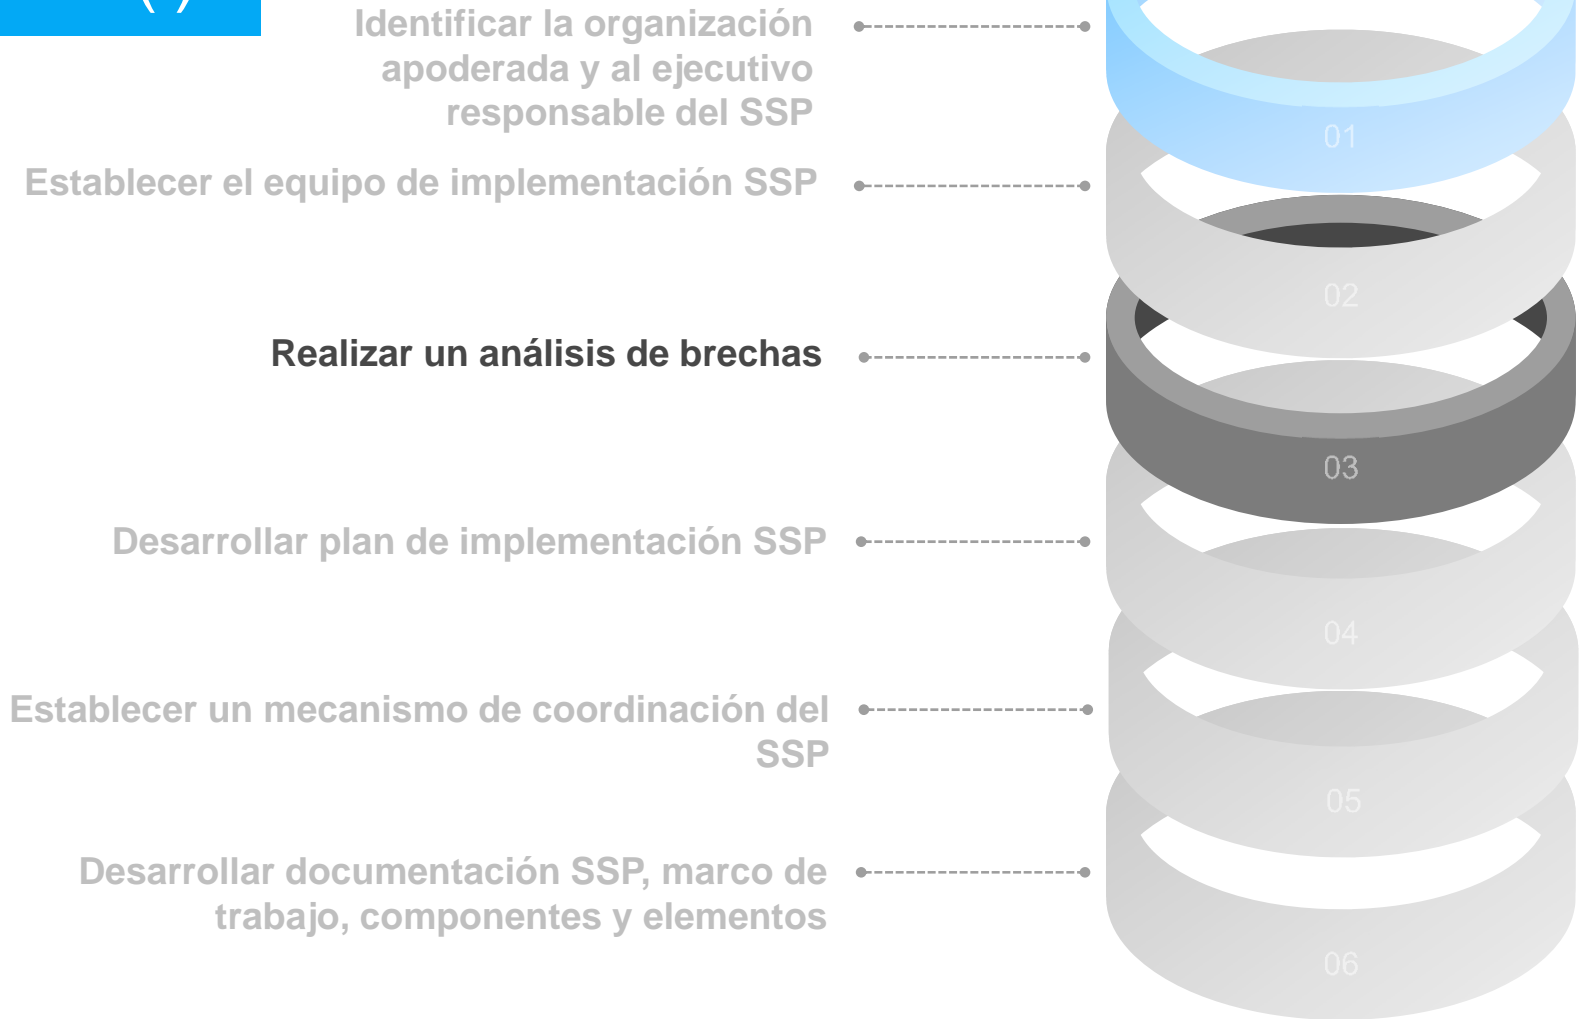 Identificar la organización
apoderada y al ejecutivo
responsable del SSP
01
Establecer el equipo de implementación SSP
02
Realizar un análisis de brechas
03
Desarrollar plan de implementación SSP
04
Establecer un mecanismo de coordinación del
SSP
05
Desarrollar documentación SSP, marco de
trabajo, componentes y elementos
06